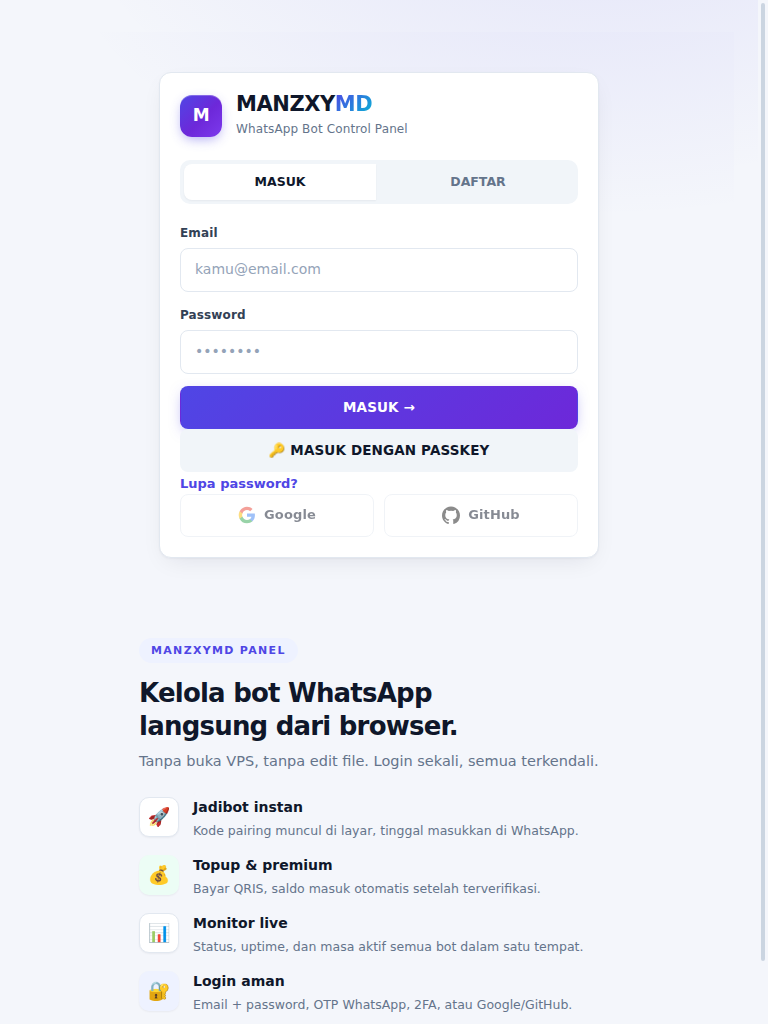 M
MANZXYMD
WhatsApp Bot Control Panel
MASUK
DAFTAR
Email
kamu@email.com
Password
••••••••
MASUK →
🔑 MASUK DENGAN PASSKEY
Lupa password?
Google
GitHub
MANZXYMD PANEL
Kelola bot WhatsApp
langsung dari browser.
Tanpa buka VPS, tanpa edit file. Login sekali, semua terkendali.
Jadibot instan
Kode pairing muncul di layar, tinggal masukkan di WhatsApp.
Topup & premium
Bayar QRIS, saldo masuk otomatis setelah terverifikasi.
Monitor live
Status, uptime, dan masa aktif semua bot dalam satu tempat.
Login aman
Email + password, OTP WhatsApp, 2FA, atau Google/GitHub.